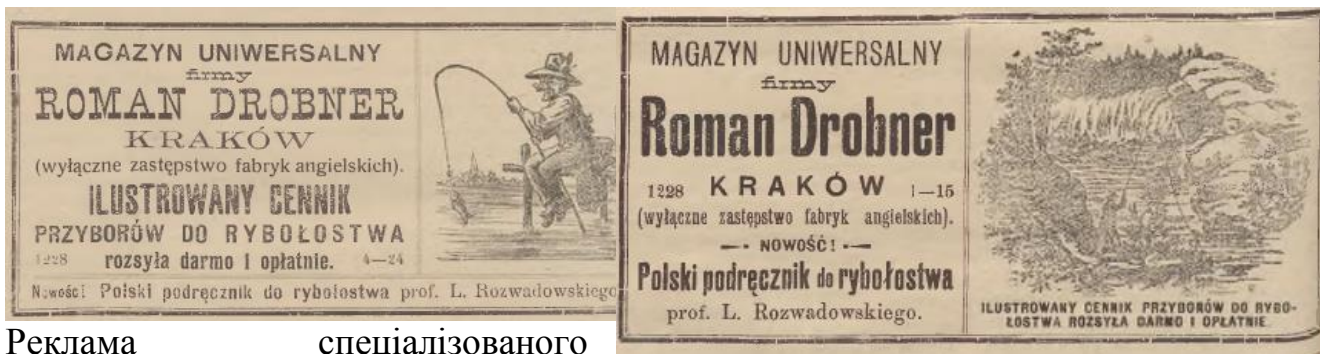 MAGAZYN UNIWERSALNY
firmy
ROMAN DROBNER
KRAKÓW
(wyłączne zastępstwo fabryk angielskich).
ILUSTROWANY CENNIK
PRZYBORÓW DO RYBOŁOSTWA
1228 rozsyła darmo i opłatnie. 4—24
Nowość! Polski podręcznik do rybołostwa prof. L. Rozwadowskiego
MAGAZYN UNIWERSALNY
firmy
Roman Drobner
1228 KRAKÓW 1—15
(wyłączne zastępstwo fabryk angielskich).
—· NOWOŚĆ! ·—
Polski podręcznik do rybołostwa
prof. L. Rozwadowskiego.
ILUSTROWANY CENNIK PRZYBORÓW DO RYBO-
ŁOSTWA ROZSYŁA DARMO I OPŁATNIE.
Реклама спеціалізованого